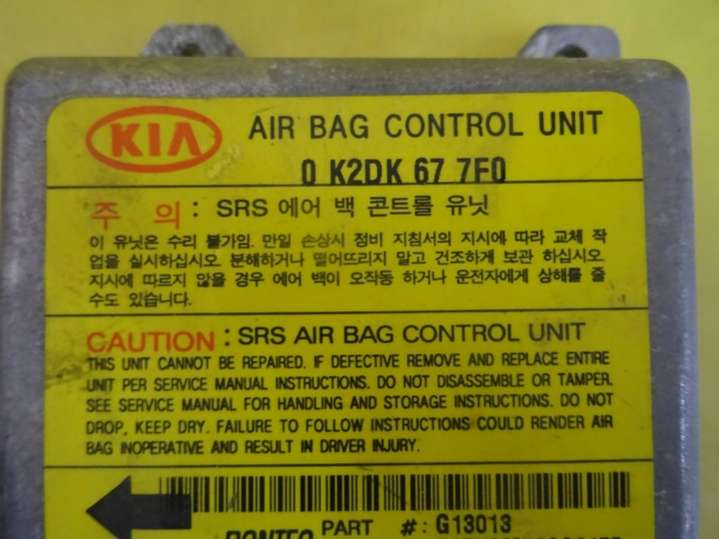 KIA AIR BAG CONTROL UNIT
0 K2DK 67 7F0
주 의 : SRS 에어 백 콘트롤 유닛
이 유닛은 수리 불가임. 만일 손상시 정비 지침서의 지시에 따라 교체 작
업을 실시하십시오. 분해하거나 떨어뜨리지 말고 건조하게 보관 하십시오.
지시에 따르지 않을 경우 에어 백이 오작동 하거나 운전자에게 상해를 줄
수도 있습니다.
CAUTION : SRS AIR BAG CONTROL UNIT
THIS UNIT CANNOT BE REPAIRED. IF DEFECTIVE REMOVE AND REPLACE ENTIRE
UNIT PER SERVICE MANUAL INSTRUCTIONS. DO NOT DISASSEMBLE OR TAMPER.
SEE SERVICE MANUAL FOR HANDLING AND STORAGE INSTRUCTIONS. DO NOT
DROP, KEEP DRY. FAILURE TO FOLLOW INSTRUCTIONS COULD RENDER AIR
BAG INOPERATIVE AND RESULT IN DRIVER INJURY.
PART #: G13013